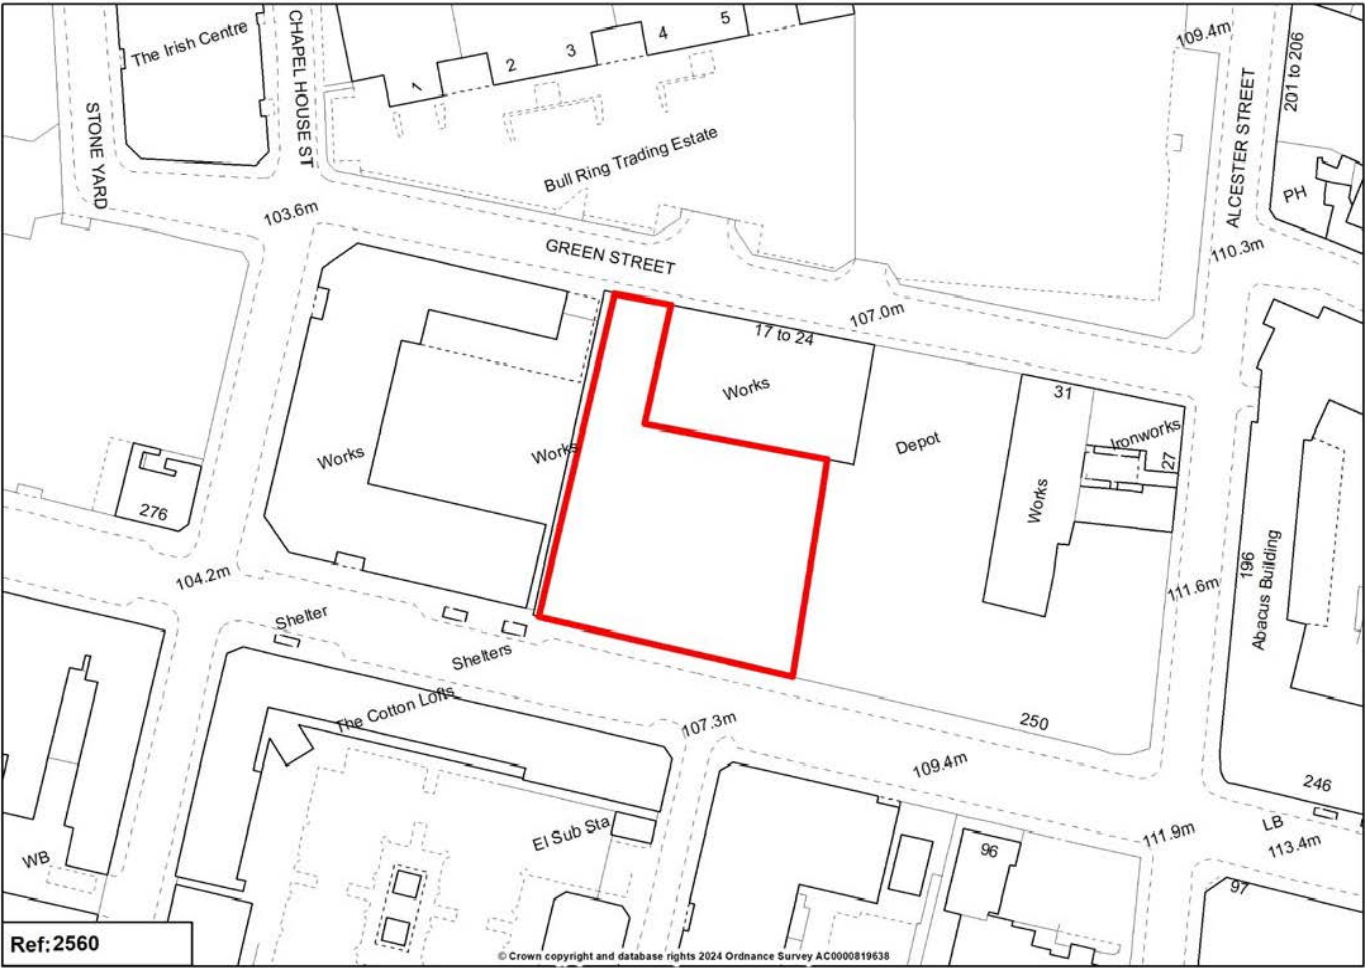 The Irish Centre
CHAPEL HOUSE ST
STONE YARD
1
2
3
4
5
109.4m
ALCESTER STREET
201 to 206
PH
Bull Ring Trading Estate
103.6m
GREEN STREET
110.3m
107.0m
17 to 24
Works
31
Ironworks
27
Depot
Works
Works
Works
276
104.2m
111.6m
196
Abacus Building
Shelter
Shelters
The Cotton Lofts
107.3m
250
109.4m
246
LB
113.4m
111.9m
El Sub Sta
96
97
WB
Ref:2560
© Crown copyright and database rights 2024 Ordnance Survey AC0000819638